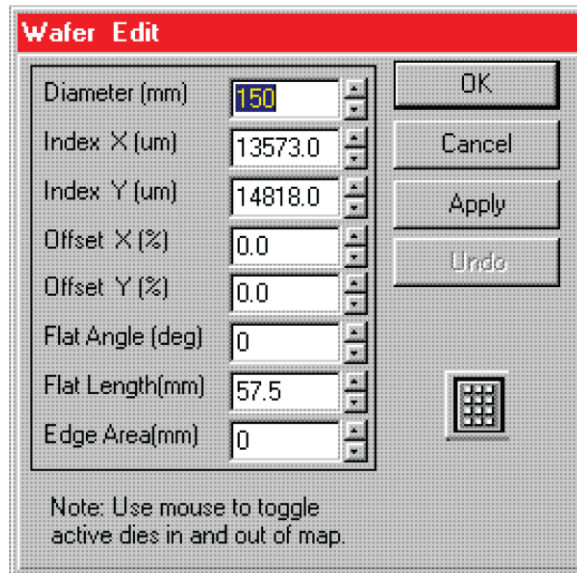 Wafer Edit
Diameter (mm) 150
Index X (um) 13573.0
Index Y (um) 14818.0
Offset X (%) 0.0
Offset Y (%) 0.0
Flat Angle (deg) 0
Flat Length(mm) 57.5
Edge Area(mm) 0
OK
Cancel
Apply
Undo
Note: Use mouse to toggle
active dies in and out of map.